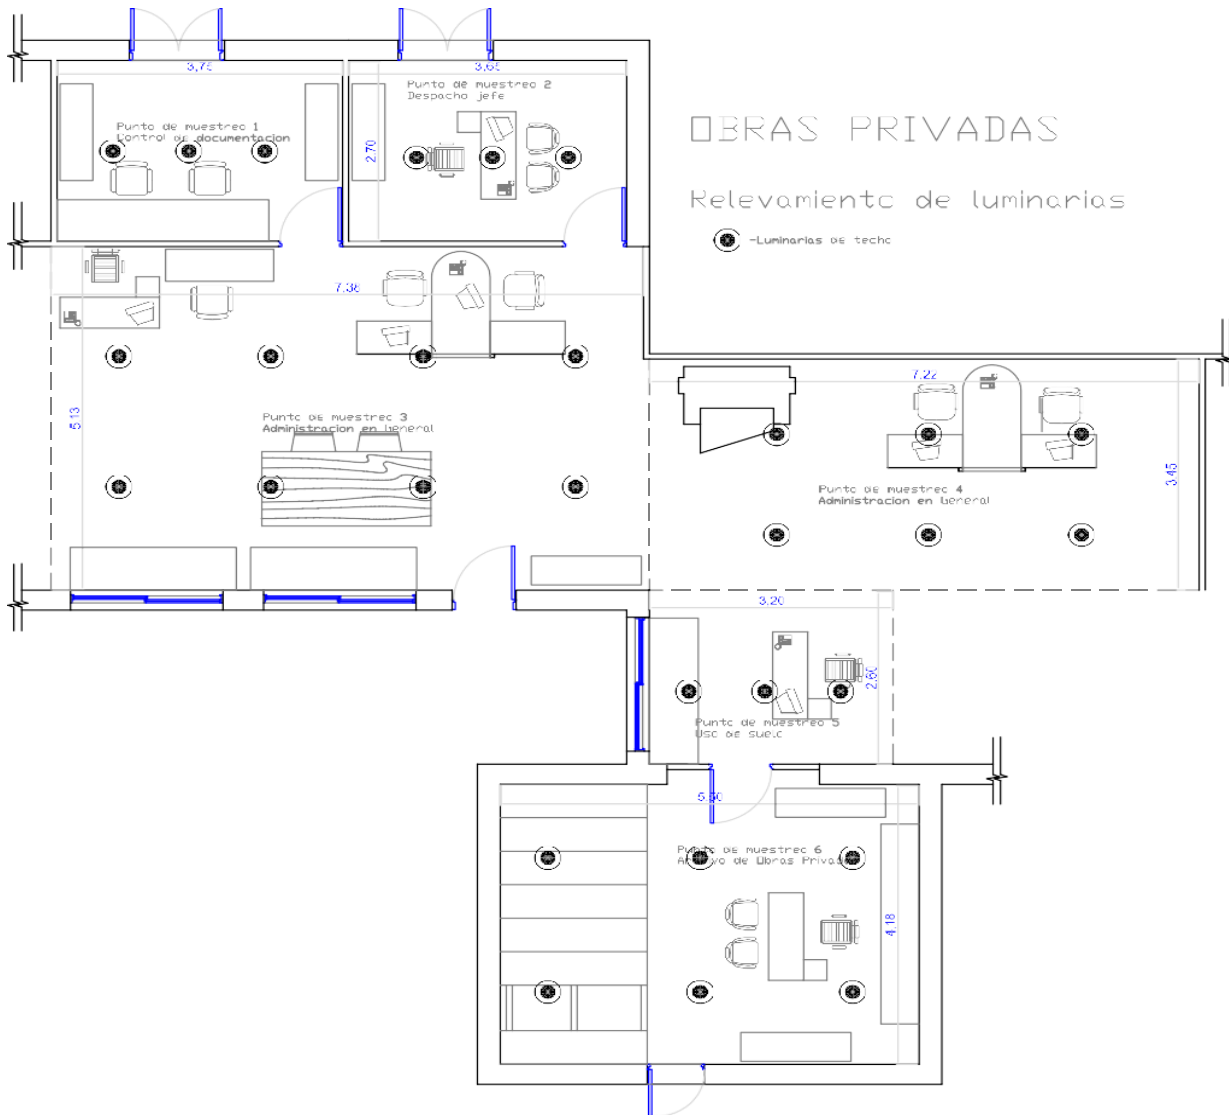 3,75
3,65
Punto de muestreo 1
Control de documentacion
Punto de muestreo 2
Despacho jefe
2,70
OBRAS PRIVADAS
Relevamiento de luminarias
-Luminarias de techo
7,38
5,13
Punto de muestreo 3
Administracion en General
7,22
3,45
Punto de muestreo 4
Administracion en General
3,20
2,60
Punto de muestreo 5
Uso de suelo
5,50
Punto de muestreo 6
Archivo de Obras Privadas
4,18